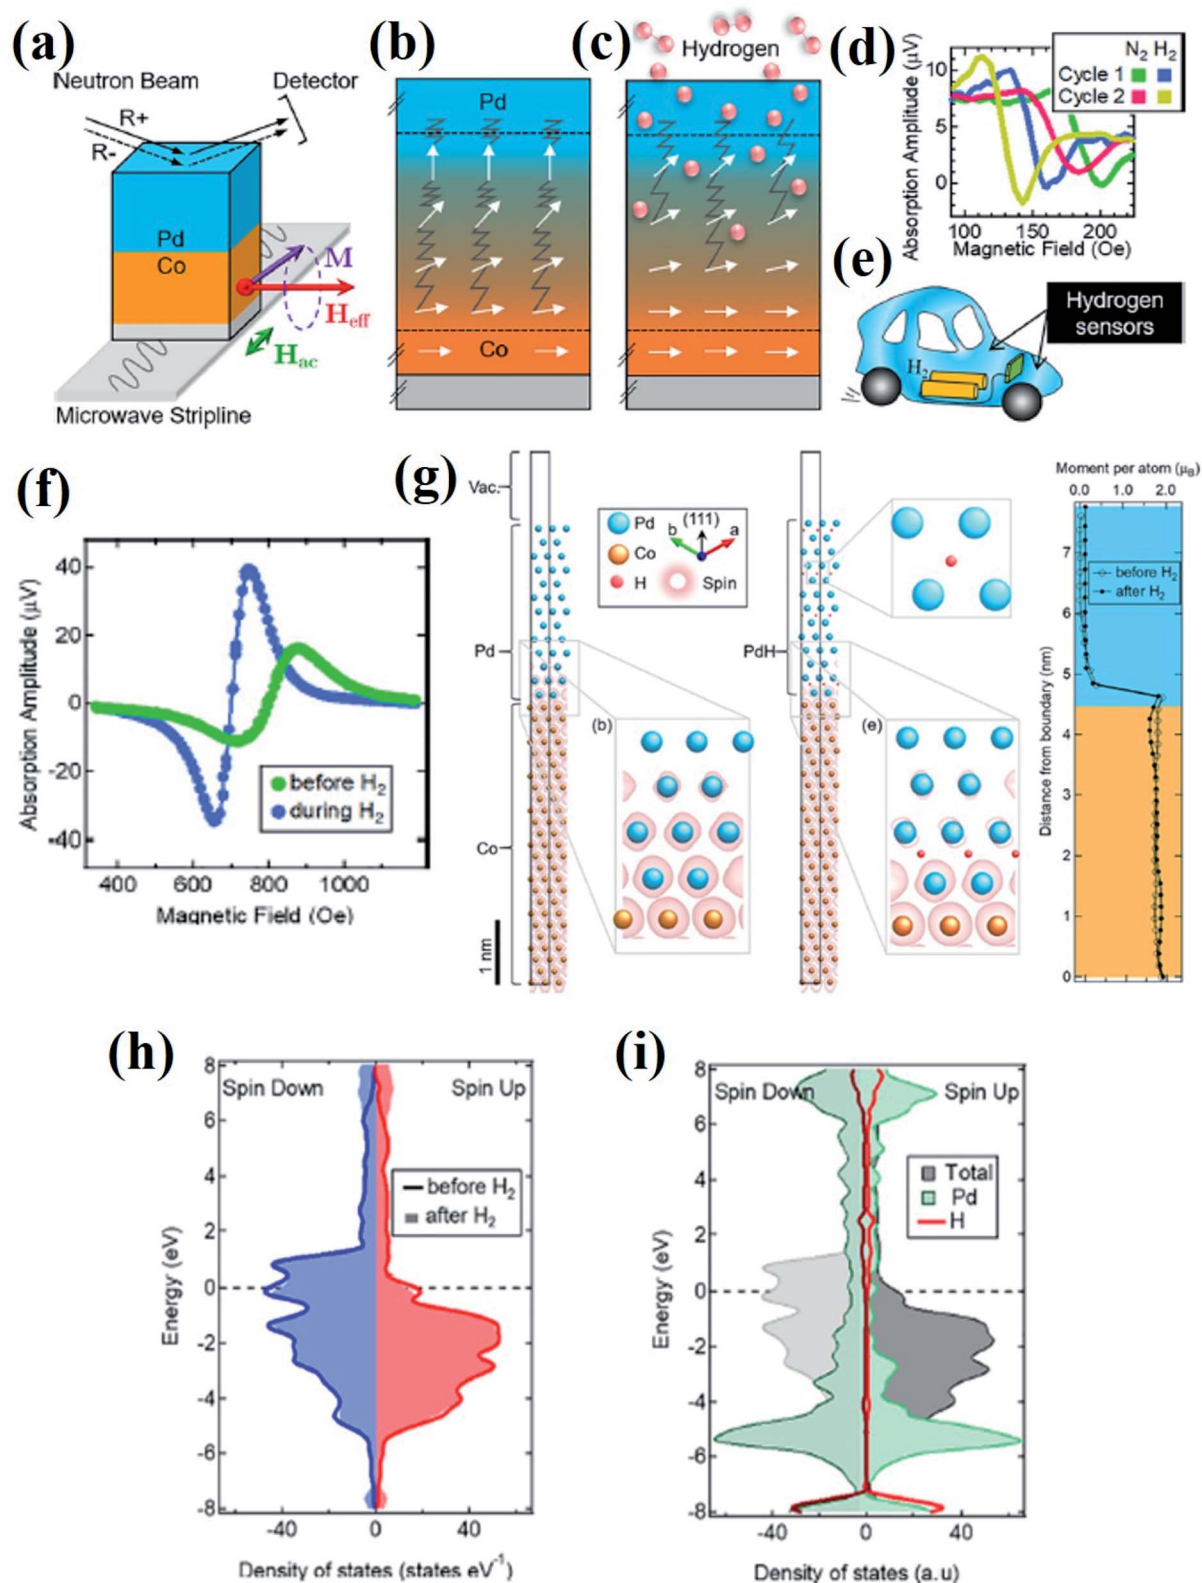 (a)
Neutron Beam
Detector
R+
R-
Pd
Co
M
H_eff
H_ac
Microwave Stripline
(b)
Pd
Co
(c)
Hydrogen
(d)
N₂ H₂
Cycle 1
Cycle 2
10
5
0
100
150
200
Absorption Amplitude (μV)
Magnetic Field (Oe)
(e)
Hydrogen
sensors
H₂
(f)
40
20
0
-20
-40
Absorption Amplitude (μV)
before H₂
during H₂
400
600
800
1000
Magnetic Field (Oe)
(g)
Vac.
Pd
Co
1 nm
Pd
Co
H
b
(111)
a
Spin
(b)
PdH
(e)
Moment per atom (μ_B)
0.0
1.0
2.0
before H₂
after H₂
Distance from boundary (nm)
7
6
5
4
3
2
1
0
(h)
Spin Down
Spin Up
before H₂
after H₂
8
6
4
2
0
-2
-4
-6
-8
Energy (eV)
-40
0
40
Density of states (states eV⁻¹)
(i)
Spin Down
Spin Up
Total
Pd
H
8
6
4
2
0
-2
-4
-6
-8
Energy (eV)
-40
0
40
Density of states (a.u)